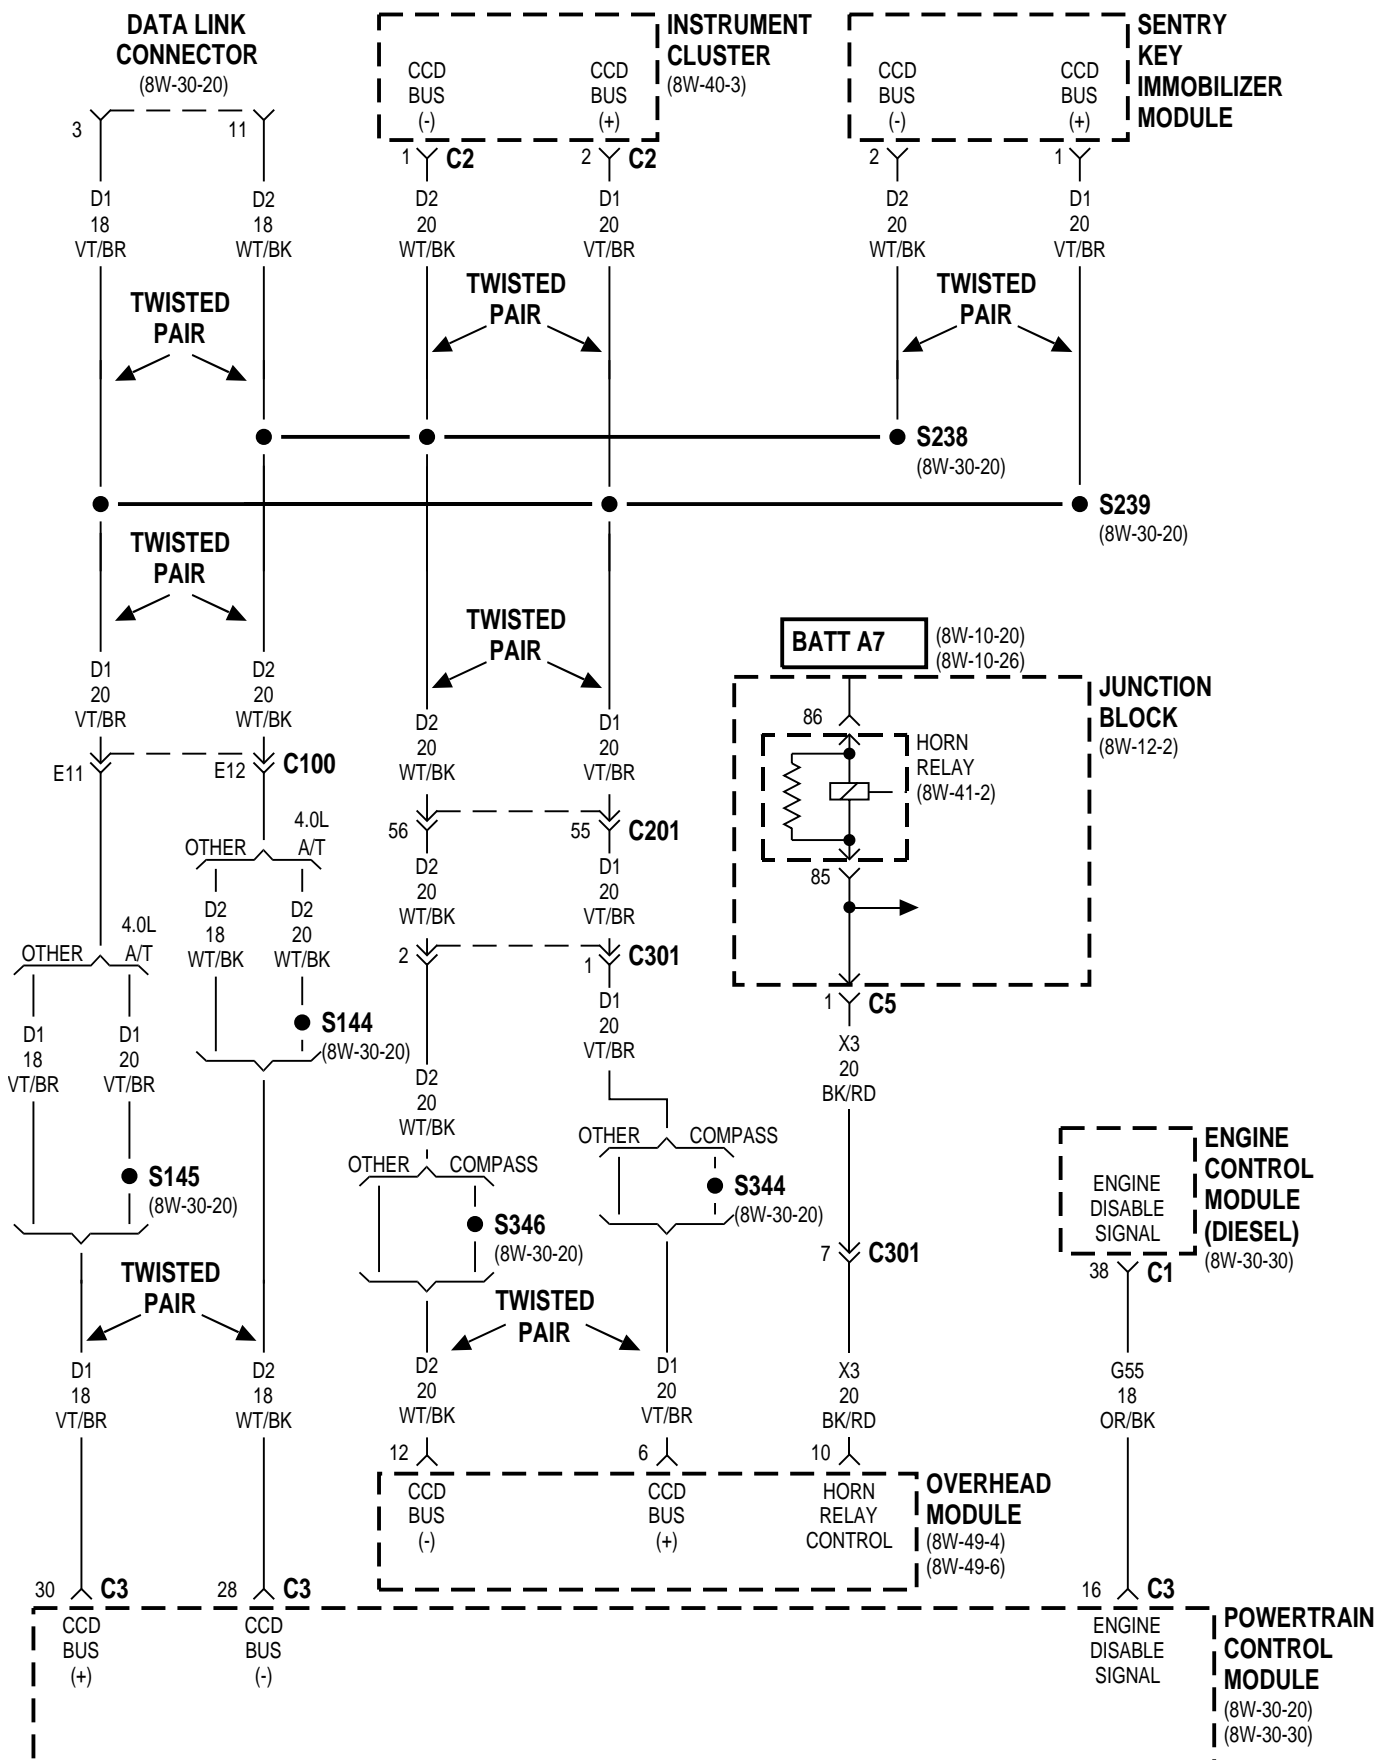 DATA LINK
CONNECTOR
(8W-30-20)
3
11
D1
18
VT/BR
D2
18
WT/BK
TWISTED
PAIR
INSTRUMENT
CLUSTER
(8W-40-3)
CCD
BUS
(-)
CCD
BUS
(+)
1
C2
2
C2
D2
20
WT/BK
D1
20
VT/BR
TWISTED
PAIR
SENTRY
KEY
IMMOBILIZER
MODULE
CCD
BUS
(-)
CCD
BUS
(+)
2
1
D2
20
WT/BK
D1
20
VT/BR
TWISTED
PAIR
S238
(8W-30-20)
S239
(8W-30-20)
TWISTED
PAIR
D1
20
VT/BR
D2
20
WT/BK
E11
E12
C100
OTHER
4.0L
A/T
D2
18
WT/BK
D2
20
WT/BK
S144
(8W-30-20)
OTHER
4.0L
A/T
D1
18
VT/BR
D1
20
VT/BR
S145
(8W-30-20)
TWISTED
PAIR
D1
18
VT/BR
D2
18
WT/BK
30
C3
28
C3
TWISTED
PAIR
D2
20
WT/BK
D1
20
VT/BR
56
55
C201
D2
20
WT/BK
D1
20
VT/BR
2
1
C301
D1
20
VT/BR
D2
20
WT/BK
OTHER
COMPASS
S346
(8W-30-20)
OTHER
COMPASS
S344
(8W-30-20)
TWISTED
PAIR
D2
20
WT/BK
D1
20
VT/BR
12
6
BATT A7
(8W-10-20)
(8W-10-26)
JUNCTION
BLOCK
(8W-12-2)
86
HORN
RELAY
(8W-41-2)
85
1
C5
X3
20
BK/RD
7
C301
X3
20
BK/RD
10
CCD
BUS
(-)
CCD
BUS
(+)
HORN
RELAY
CONTROL
OVERHEAD
MODULE
(8W-49-4)
(8W-49-6)
ENGINE
CONTROL
MODULE
(DIESEL)
(8W-30-30)
ENGINE
DISABLE
SIGNAL
38
C1
G55
18
OR/BK
16
C3
CCD
BUS
(+)
CCD
BUS
(-)
ENGINE
DISABLE
SIGNAL
POWERTRAIN
CONTROL
MODULE
(8W-30-20)
(8W-30-30)